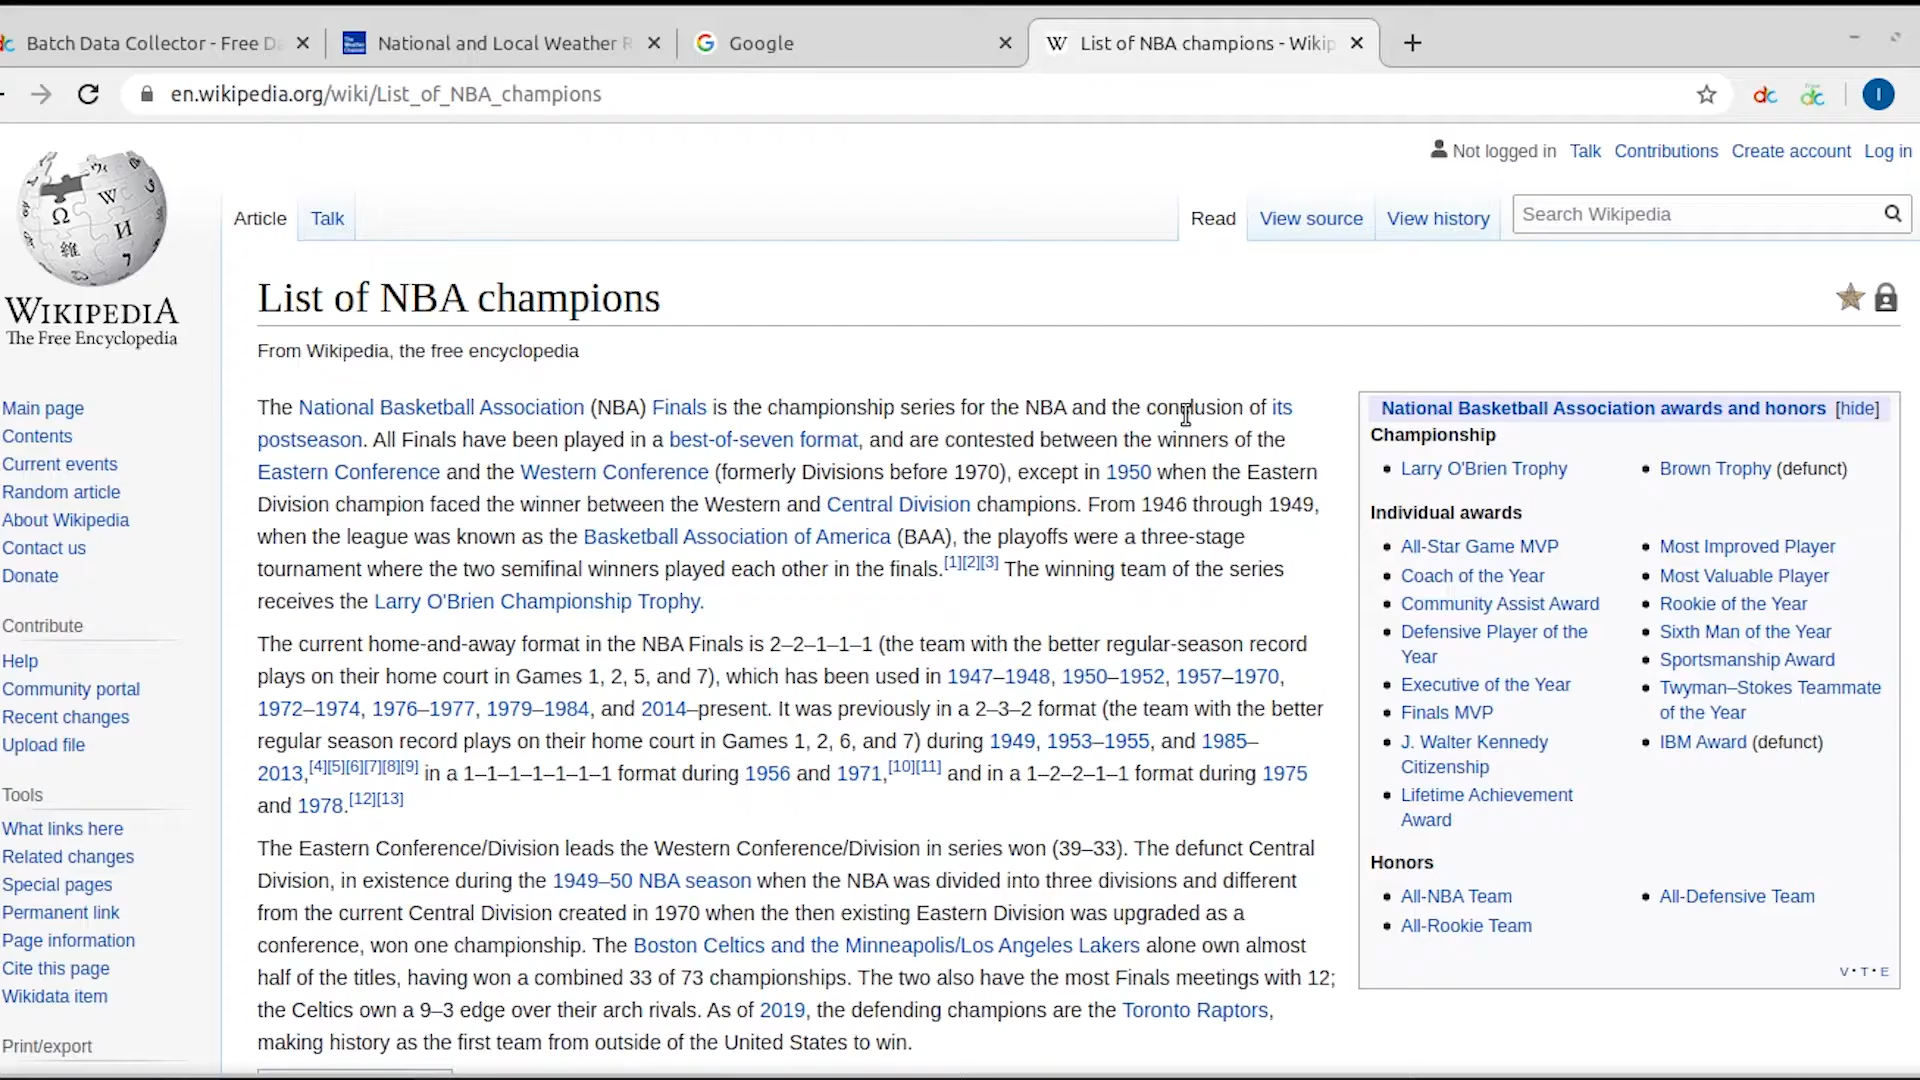 Batch Data Collector - Free Da
National and Local Weather R
Google
List of NBA champions - Wikip
en.wikipedia.org/wiki/List_of_NBA_champions
dc
dc
I
Not logged in Talk Contributions Create account Log in
Article Talk Read View source View history Search Wikipedia
WIKIPEDIA
The Free Encyclopedia
Main page
Contents
Current events
Random article
About Wikipedia
Contact us
Donate
Contribute
Help
Community portal
Recent changes
Upload file
Tools
What links here
Related changes
Special pages
Permanent link
Page information
Cite this page
Wikidata item
Print/export
List of NBA champions
From Wikipedia, the free encyclopedia
The National Basketball Association (NBA) Finals is the championship series for the NBA and the conclusion of its
postseason. All Finals have been played in a best-of-seven format, and are contested between the winners of the
Eastern Conference and the Western Conference (formerly Divisions before 1970), except in 1950 when the Eastern
Division champion faced the winner between the Western and Central Division champions. From 1946 through 1949,
when the league was known as the Basketball Association of America (BAA), the playoffs were a three-stage
tournament where the two semifinal winners played each other in the finals.[1][2][3] The winning team of the series
receives the Larry O'Brien Championship Trophy.
The current home-and-away format in the NBA Finals is 2–2–1–1–1 (the team with the better regular-season record
plays on their home court in Games 1, 2, 5, and 7), which has been used in 1947–1948, 1950–1952, 1957–1970,
1972–1974, 1976–1977, 1979–1984, and 2014–present. It was previously in a 2–3–2 format (the team with the better
regular season record plays on their home court in Games 1, 2, 6, and 7) during 1949, 1953–1955, and 1985–
2013,[4][5][6][7][8][9] in a 1–1–1–1–1–1–1 format during 1956 and 1971,[10][11] and in a 1–2–2–1–1 format during 1975
and 1978.[12][13]
The Eastern Conference/Division leads the Western Conference/Division in series won (39–33). The defunct Central
Division, in existence during the 1949–50 NBA season when the NBA was divided into three divisions and different
from the current Central Division created in 1970 when the then existing Eastern Division was upgraded as a
conference, won one championship. The Boston Celtics and the Minneapolis/Los Angeles Lakers alone own almost
half of the titles, having won a combined 33 of 73 championships. The two also have the most Finals meetings with 12;
the Celtics own a 9–3 edge over their arch rivals. As of 2019, the defending champions are the Toronto Raptors,
making history as the first team from outside of the United States to win.
National Basketball Association awards and honors [hide]
Championship
Larry O'Brien Trophy
Brown Trophy (defunct)
Individual awards
All-Star Game MVP
Coach of the Year
Community Assist Award
Defensive Player of the
Year
Executive of the Year
Finals MVP
J. Walter Kennedy
Citizenship
Lifetime Achievement
Award
Most Improved Player
Most Valuable Player
Rookie of the Year
Sixth Man of the Year
Sportsmanship Award
Twyman–Stokes Teammate
of the Year
IBM Award (defunct)
Honors
All-NBA Team
All-Rookie Team
All-Defensive Team
V · T · E